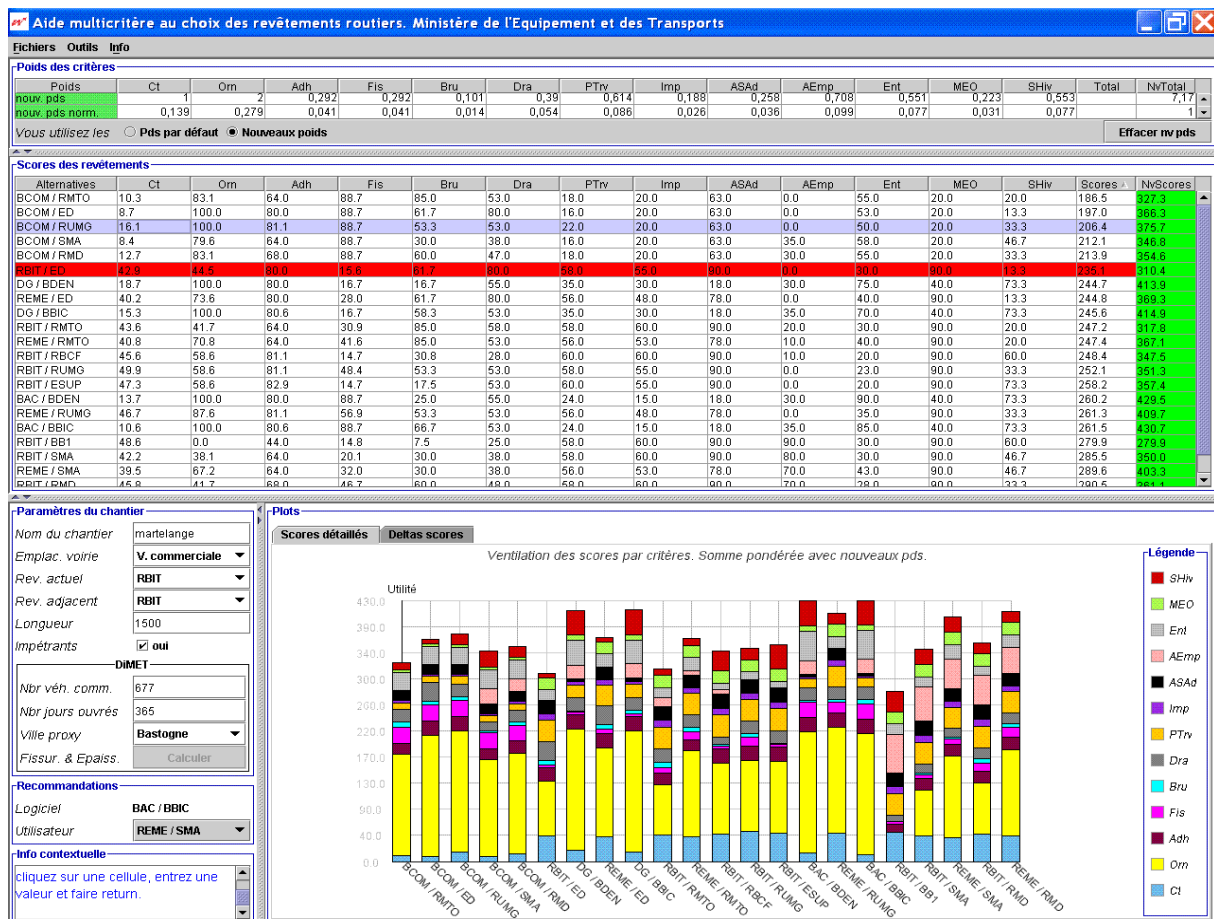 Aide multicritère au choix des revêtements routiers. Ministère de l'Equipement et des Transports
Fichiers Outils Info
Poids des critères
Poids Ct Orn Adh Fis Bru Dra PTrv Imp ASAd AEmp Ent MEO SHiv Total NvTotal
nouv. pds 1 2 0,292 0,292 0,101 0,39 0,614 0,188 0,258 0,708 0,551 0,223 0,553 7,17
nouv. pds norm. 0,139 0,279 0,041 0,041 0,014 0,054 0,086 0,026 0,036 0,099 0,077 0,031 0,077 1
Vous utilisez les Pds par défaut Nouveaux poids Effacer nv pds
Scores des revêtements
Alternatives Ct Orn Adh Fis Bru Dra PTrv Imp ASAd AEmp Ent MEO SHiv Scores NvScores
BCOM / RMTO 10.3 83.1 64.0 88.7 85.0 53.0 18.0 20.0 63.0 0.0 55.0 20.0 20.0 186.5 327.3
BCOM / ED 8.7 100.0 80.0 88.7 61.7 80.0 16.0 20.0 63.0 0.0 53.0 20.0 13.3 197.0 366.3
BCOM / RUMG 16.1 100.0 81.1 88.7 53.3 53.0 22.0 20.0 63.0 0.0 50.0 20.0 33.3 206.4 375.7
BCOM / SMA 8.4 79.6 64.0 88.7 30.0 38.0 16.0 20.0 63.0 35.0 58.0 20.0 46.7 212.1 346.8
BCOM / RMD 12.7 83.1 68.0 88.7 60.0 47.0 18.0 20.0 63.0 30.0 55.0 20.0 33.3 213.9 354.6
RBIT / ED 42.9 44.5 80.0 15.6 61.7 80.0 58.0 55.0 90.0 0.0 30.0 90.0 13.3 235.1 310.4
DG / BDEN 18.7 100.0 80.0 16.7 16.7 55.0 35.0 30.0 18.0 30.0 75.0 40.0 73.3 244.7 413.9
REME / ED 40.2 73.6 80.0 28.0 61.7 80.0 56.0 48.0 78.0 0.0 40.0 90.0 13.3 244.8 369.3
DG / BBIC 15.3 100.0 80.6 16.7 58.3 53.0 35.0 30.0 18.0 35.0 70.0 40.0 73.3 245.6 414.9
RBIT / RMTO 43.6 41.7 64.0 30.9 85.0 58.0 58.0 60.0 90.0 20.0 30.0 90.0 20.0 247.2 317.8
REME / RMTO 40.8 70.8 64.0 41.6 85.0 53.0 56.0 53.0 78.0 10.0 40.0 90.0 20.0 247.4 367.1
RBIT / RBCF 45.6 58.6 81.1 14.7 30.8 28.0 60.0 60.0 90.0 10.0 20.0 90.0 60.0 248.4 347.5
RBIT / RUMG 49.9 58.6 81.1 48.4 53.3 53.0 58.0 55.0 90.0 0.0 23.0 90.0 33.3 252.1 351.3
RBIT / ESUP 47.3 58.6 82.9 14.7 17.5 53.0 60.0 55.0 90.0 0.0 20.0 90.0 73.3 258.2 357.4
BAC / BDEN 13.7 100.0 80.0 88.7 25.0 55.0 24.0 15.0 18.0 30.0 90.0 40.0 73.3 260.2 429.5
REME / RUMG 46.7 87.6 81.1 56.9 53.3 53.0 56.0 48.0 78.0 0.0 35.0 90.0 33.3 261.3 409.7
BAC / BBIC 10.6 100.0 80.6 88.7 66.7 53.0 24.0 15.0 18.0 35.0 85.0 40.0 73.3 261.5 430.7
RBIT / BB1 48.6 0.0 44.0 14.8 7.5 25.0 58.0 60.0 90.0 90.0 30.0 90.0 60.0 279.9 279.9
RBIT / SMA 42.2 38.1 64.0 20.1 30.0 38.0 58.0 60.0 90.0 80.0 30.0 90.0 46.7 285.5 350.0
REME / SMA 39.5 67.2 64.0 32.0 30.0 38.0 56.0 53.0 78.0 70.0 43.0 90.0 46.7 289.6 403.3
RBIT / RMD 45.8 41.7 68.0 46.7 60.0 48.0 58.0 60.0 90.0 70.0 28.0 90.0 33.3 290.5 361.1
Paramètres du chantier
Nom du chantier martelange
Emplac. voirie V. commerciale
Rev. actuel RBIT
Rev. adjacent RBIT
Longueur 1500
Impétrants oui
DiMET
Nbr véh. comm. 677
Nbr jours ouvrés 365
Ville proxy Bastogne
Fissur. & Epaiss. Calculer
Recommandations
Logiciel BAC / BBIC
Utilisateur REME / SMA
Info contextuelle
cliquez sur une cellule, entrez une
valeur et faire return.
Plots
Scores détaillés Deltas scores
Ventilation des scores par critères. Somme pondérée avec nouveaux pds.
Utilité
430.0
390.0
340.0
300.0
260.0
220.0
170.0
130.0
90.0
40.0
0.0
BCOM / RMTO
BCOM / ED
BCOM / RUMG
BCOM / SMA
BCOM / RMD
RBIT / ED
DG / BDEN
REME / ED
DG / BBIC
RBIT / RMTO
REME / RMTO
RBIT / RBCF
RBIT / RUMG
RBIT / ESUP
BAC / BDEN
REME / RUMG
BAC / BBIC
RBIT / BB1
RBIT / SMA
REME / SMA
RBIT / RMD
REME / RMD
Légende
SHiv
MEO
Ent
AEmp
ASAd
Imp
PTrv
Dra
Bru
Fis
Adh
Orn
Ct